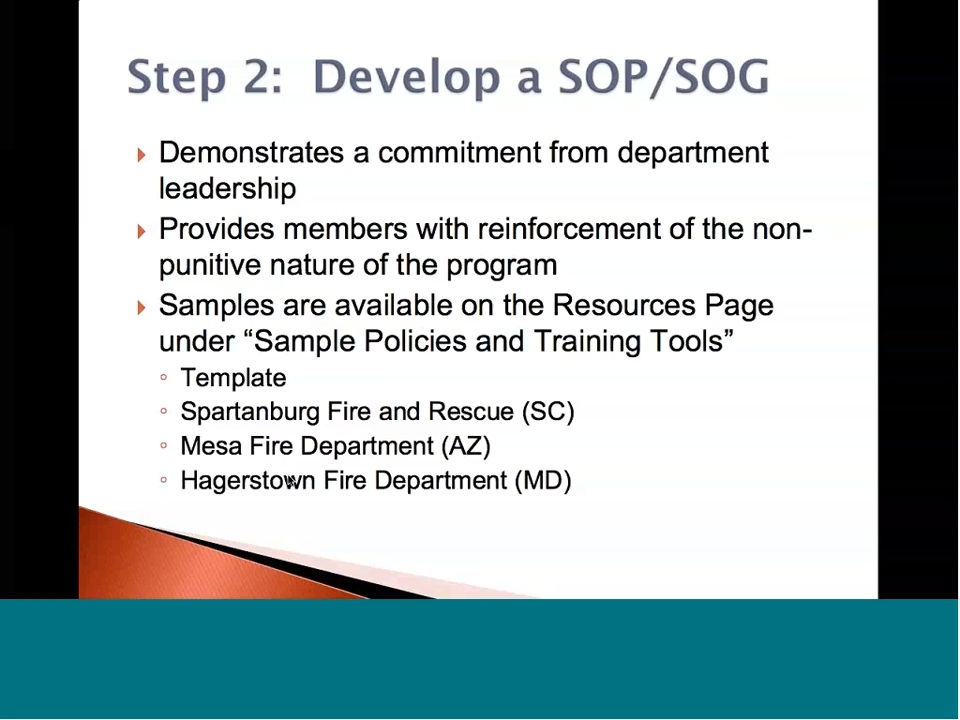 Step 2: Develop a SOP/SOG
Demonstrates a commitment from department
leadership
Provides members with reinforcement of the non-
punitive nature of the program
Samples are available on the Resources Page
under “Sample Policies and Training Tools”
Template
Spartanburg Fire and Rescue (SC)
Mesa Fire Department (AZ)
Hagerstown Fire Department (MD)